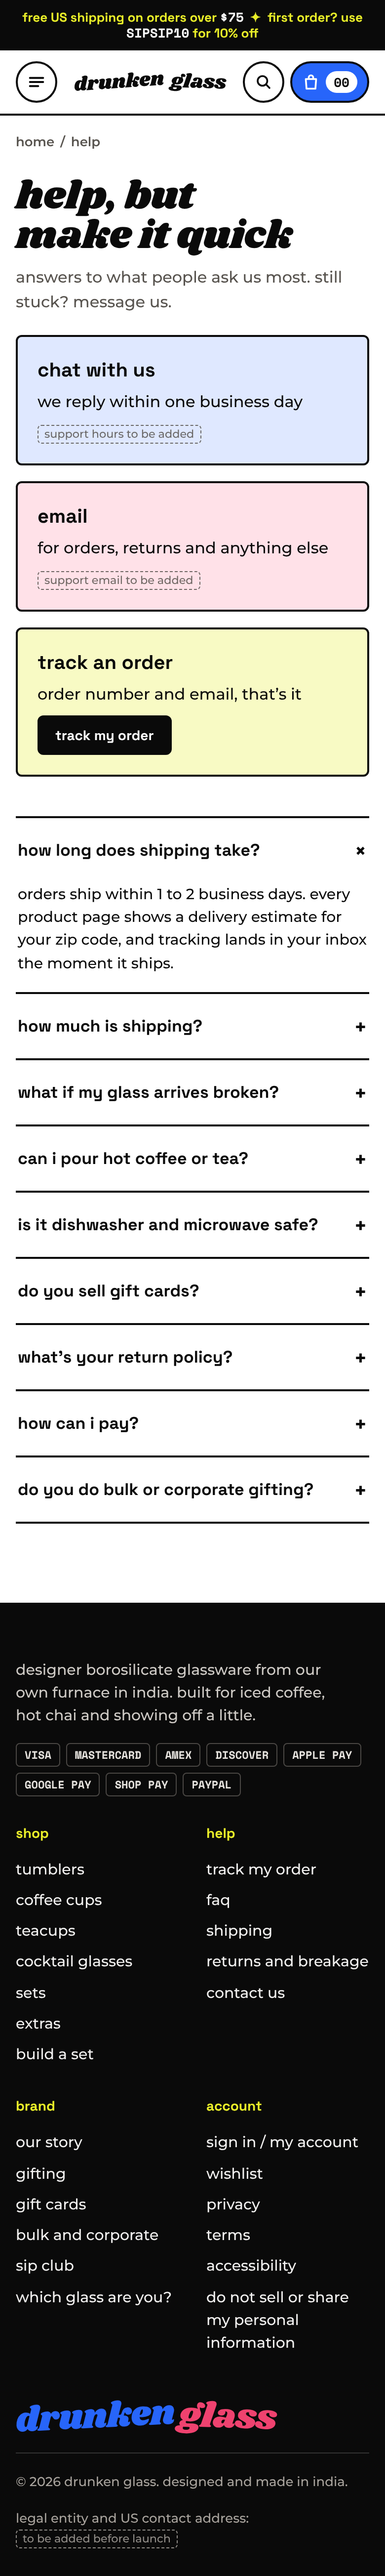 free US shipping on orders over $75 ✦ first order? use
SIPSIP10 for 10% off
drunken glass
00
home / help
help, but
make it quick
answers to what people ask us most. still
stuck? message us.
chat with us
we reply within one business day
support hours to be added
email
for orders, returns and anything else
support email to be added
track an order
order number and email, that's it
track my order
how long does shipping take? ×
orders ship within 1 to 2 business days. every
product page shows a delivery estimate for
your zip code, and tracking lands in your inbox
the moment it ships.
how much is shipping? +
what if my glass arrives broken? +
can i pour hot coffee or tea? +
is it dishwasher and microwave safe? +
do you sell gift cards? +
what's your return policy? +
how can i pay? +
do you do bulk or corporate gifting? +
designer borosilicate glassware from our
own furnace in india. built for iced coffee,
hot chai and showing off a little.
VISA MASTERCARD AMEX DISCOVER APPLE PAY
GOOGLE PAY SHOP PAY PAYPAL
shop
tumblers
coffee cups
teacups
cocktail glasses
sets
extras
build a set
help
track my order
faq
shipping
returns and breakage
contact us
brand
our story
gifting
gift cards
bulk and corporate
sip club
which glass are you?
account
sign in / my account
wishlist
privacy
terms
accessibility
do not sell or share
my personal
information
drunken glass
© 2026 drunken glass. designed and made in india.
legal entity and US contact address:
to be added before launch